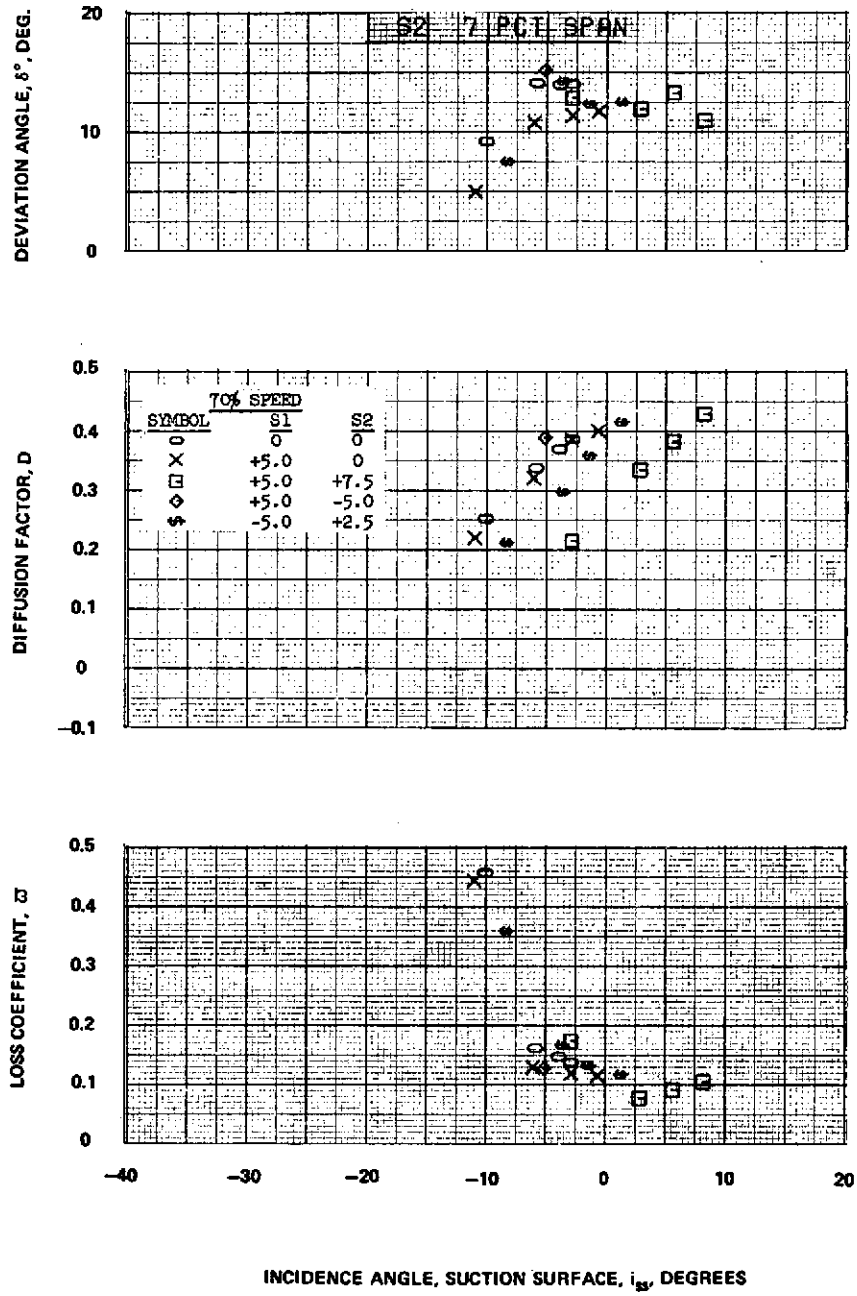 S2 7 PCT SPAN
DEVIATION ANGLE, δ°, DEG.
20
10
0
DIFFUSION FACTOR, D
0.5
0.4
0.3
0.2
0.1
0
−0.1
70% SPEED
SYMBOL S1 S2
0 0
+5.0 0
+5.0 +7.5
+5.0 -5.0
-5.0 +2.5
LOSS COEFFICIENT, ϖ
0.5
0.4
0.3
0.2
0.1
0
−40 −30 −20 −10 0 10 20
INCIDENCE ANGLE, SUCTION SURFACE, iss, DEGREES